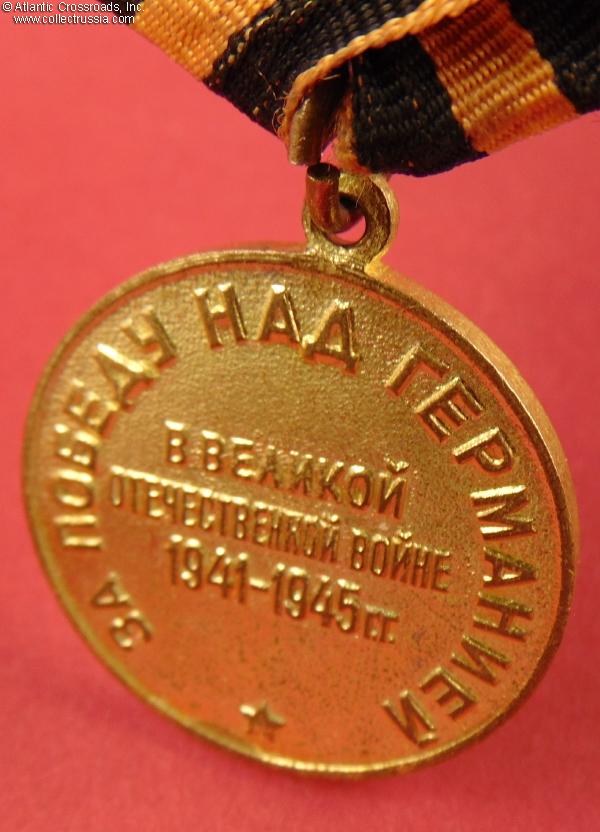 © Atlantic Crossroads, Inc.
www.collectrussia.com
ЗА ПОБЕДУ НАД ГЕРМАНИЕЙ
В ВЕЛИКОЙ
ОТЕЧЕСТВЕННОЙ ВОЙНЕ
1941-1945 гг.